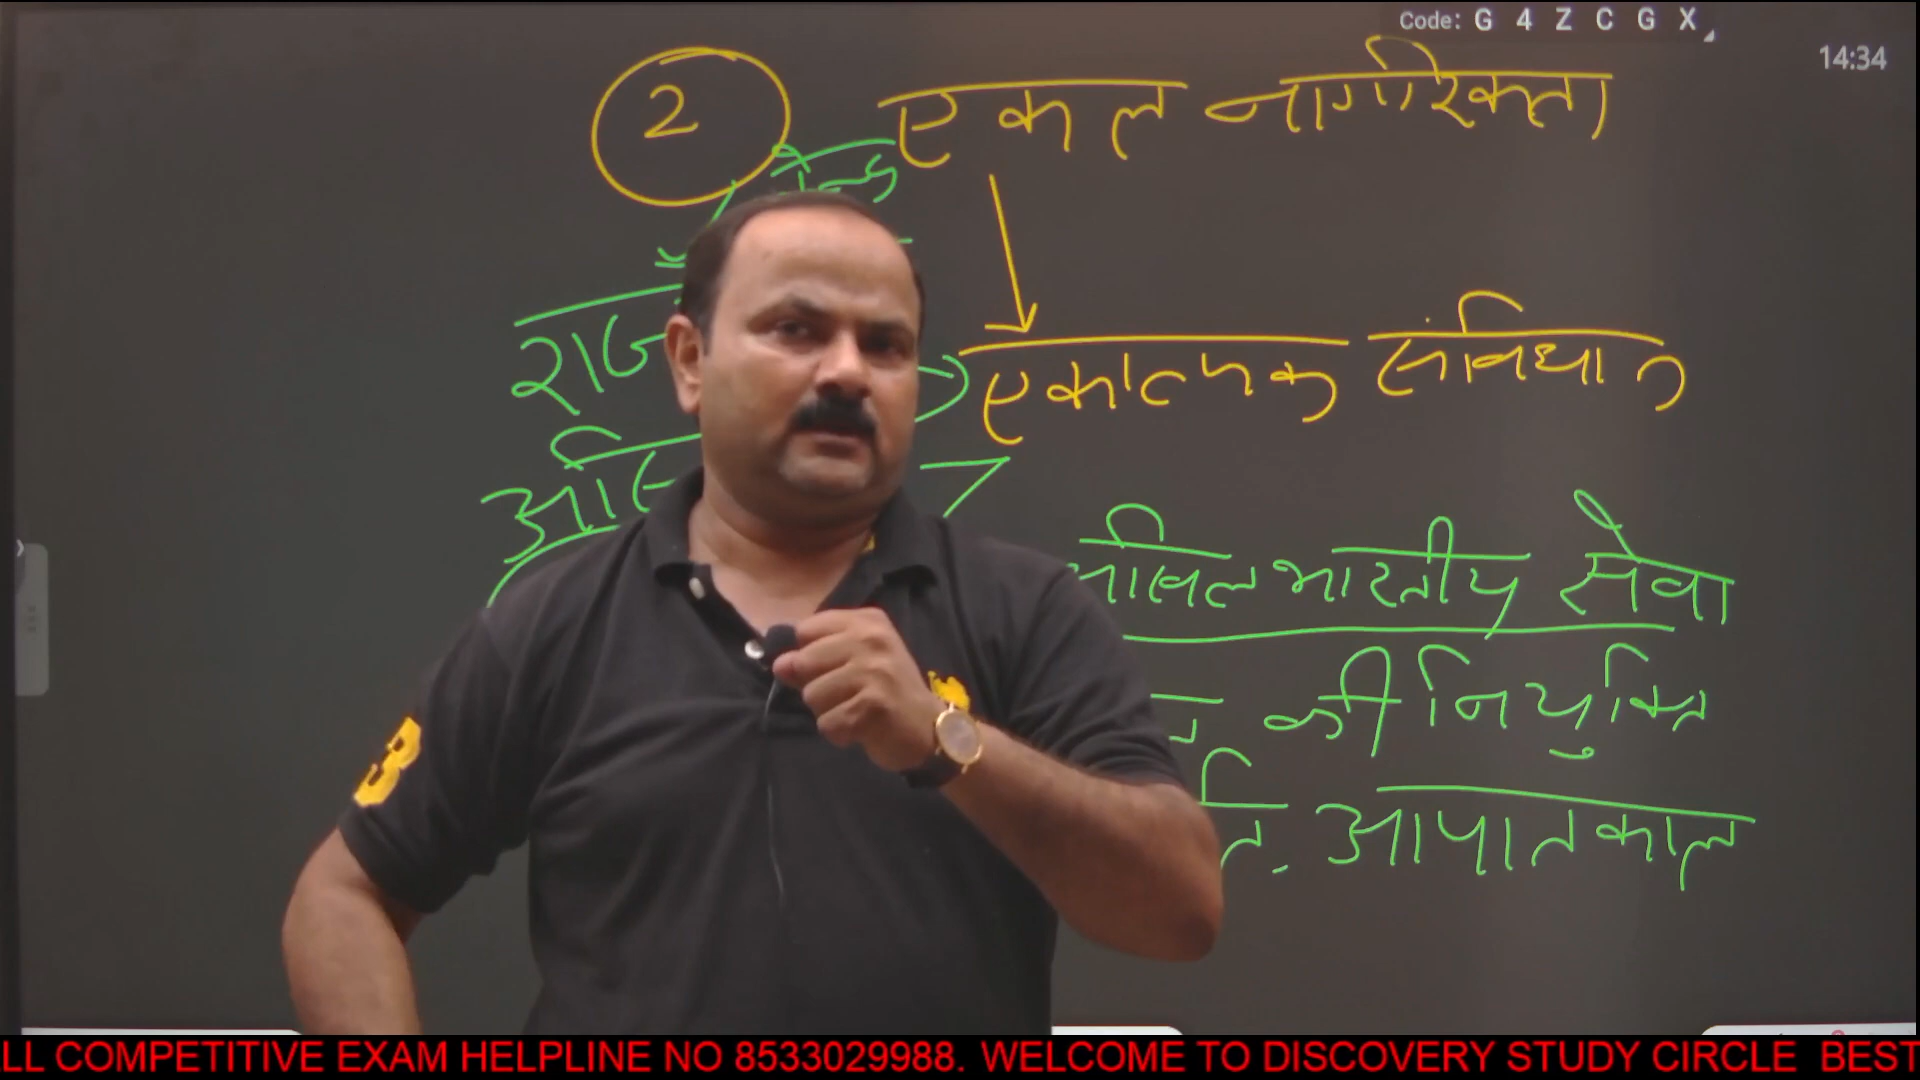 Code: G 4 Z C G X
14:34
2 एकल नागरिकता
केन्द्र
एकात्मक संविधान
भारतीय सेवा
की नियुक्ति
आपातकाल
LL COMPETITIVE EXAM HELPLINE NO 8533029988. WELCOME TO DISCOVERY STUDY CIRCLE BEST